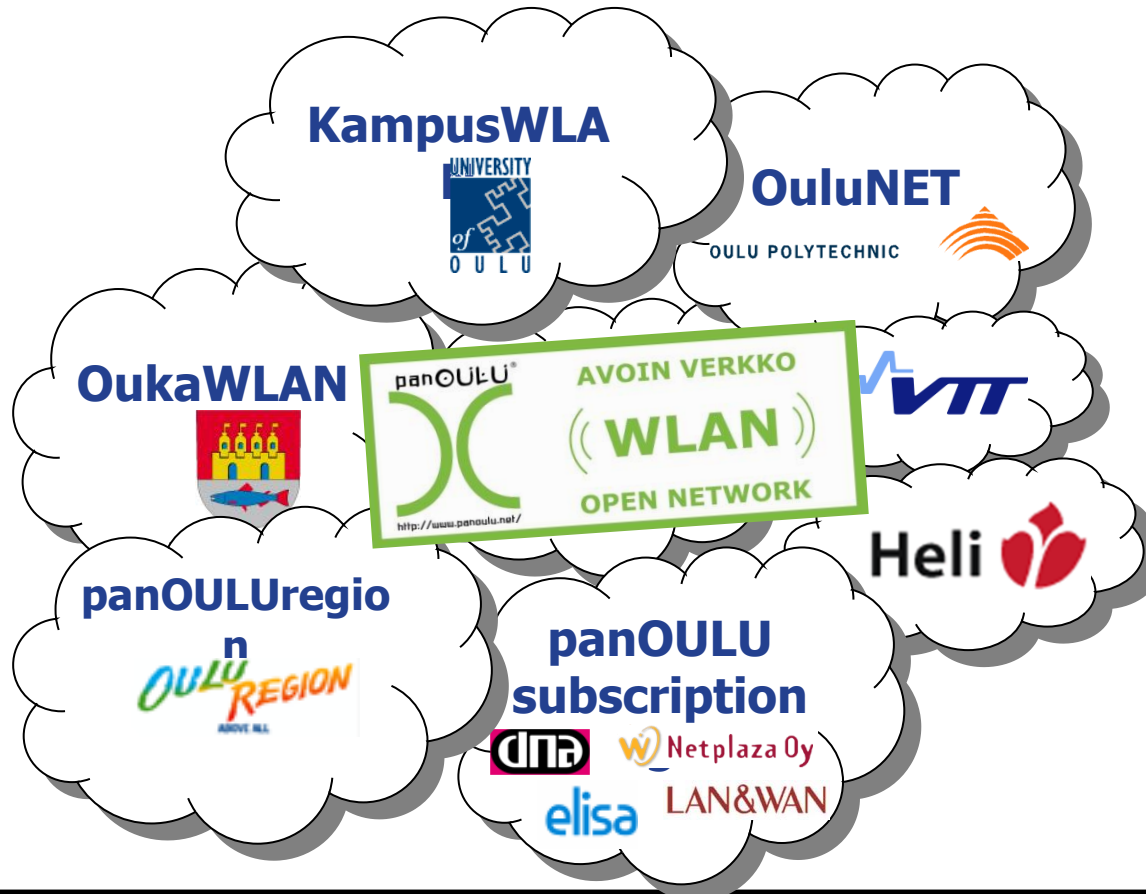 KampusWLA
UNIVERSITY
of
OULU
OuluNET
OULU POLYTECHNIC
OukaWLAN
panOULU
AVOIN VERKKO
WLAN
OPEN NETWORK
http://www.panoulu.net/
VTT
Heli
panOULUregio
n
OULU
REGION
ABOVE ALL
panOULU
subscription
dna
Netplaza Oy
elisa
LAN&WAN